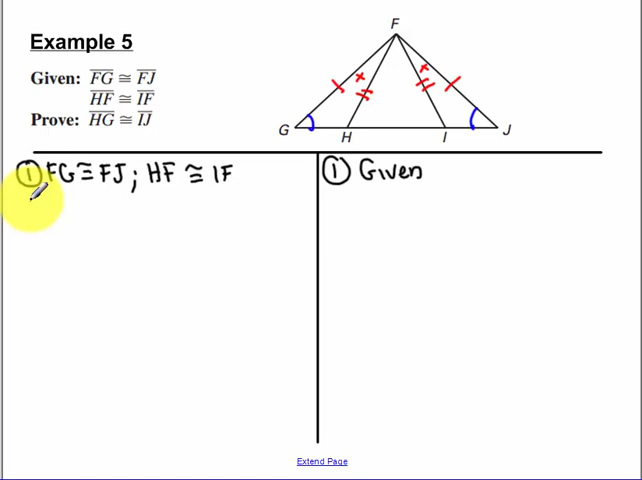 Example 5
Given: FG ≅ FJ
HF ≅ IF
Prove: HG ≅ IJ
F
G
H
I
J
① FG ≅ FJ ; HF ≅ IF
① Given
Extend Page